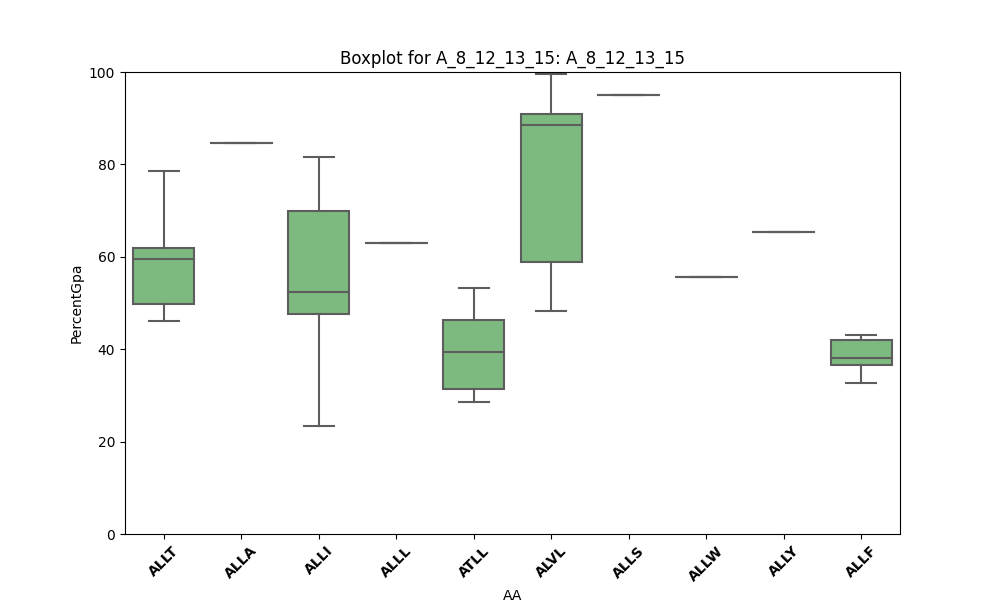 Boxplot for A_8_12_13_15: A_8_12_13_15
100
80
60
40
20
0
PercentGpa
ALLT
ALLA
ALLI
ALLL
ATLL
ALVL
ALLS
ALLW
ALLY
ALLF
AA